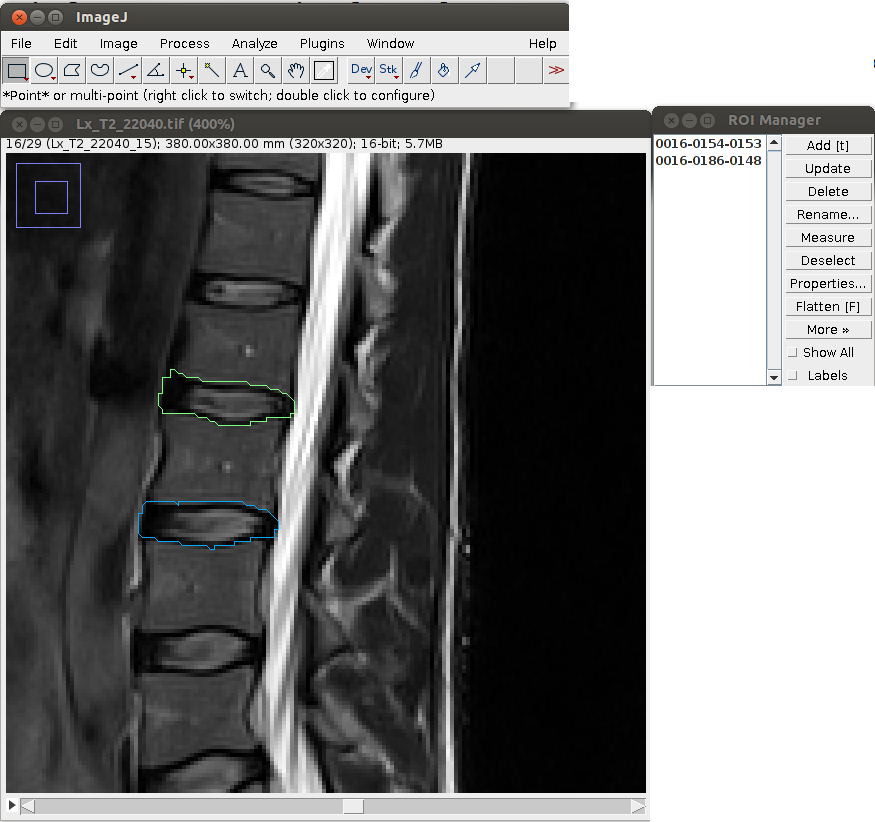 ImageJ
File Edit Image Process Analyze Plugins Window Help
A Dev Stk >>
*Point* or multi-point (right click to switch; double click to configure)
Lx_T2_22040.tif (400%)
16/29 (Lx_T2_22040_15); 380.00x380.00 mm (320x320); 16-bit; 5.7MB
ROI Manager
0016-0154-0153
0016-0186-0148
Add [t]
Update
Delete
Rename...
Measure
Deselect
Properties...
Flatten [F]
More »
Show All
Labels